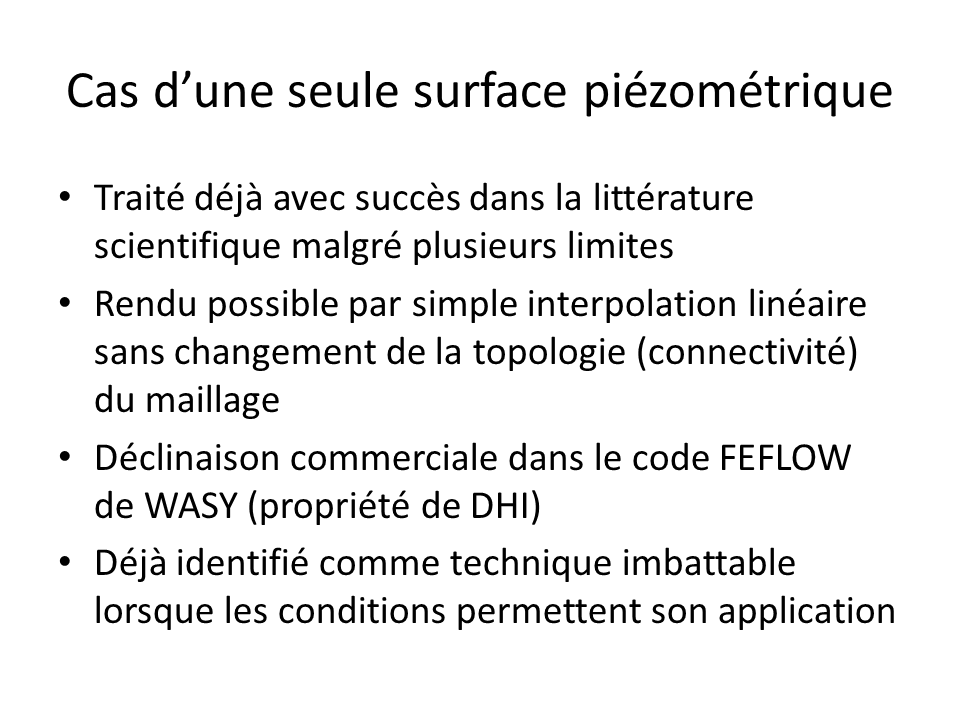 Cas d’une seule surface piézométrique
• Traité déjà avec succès dans la littérature
scientifique malgré plusieurs limites
• Rendu possible par simple interpolation linéaire
sans changement de la topologie (connectivité)
du maillage
• Déclinaison commerciale dans le code FEFLOW
de WASY (propriété de DHI)
• Déjà identifié comme technique imbattable
lorsque les conditions permettent son application